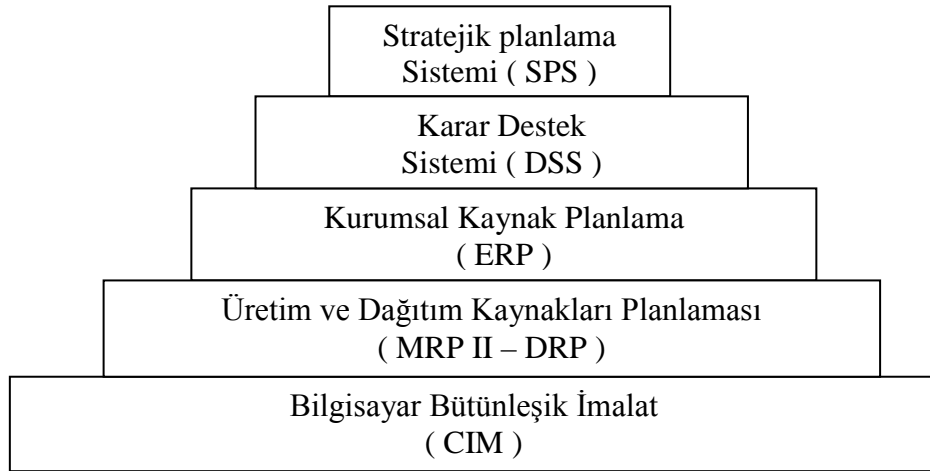 Stratejik planlama
Sistemi ( SPS )
Karar Destek
Sistemi ( DSS )
Kurumsal Kaynak Planlama
( ERP )
Üretim ve Dağıtım Kaynakları Planlaması
( MRP II – DRP )
Bilgisayar Bütünleşik İmalat
( CIM )